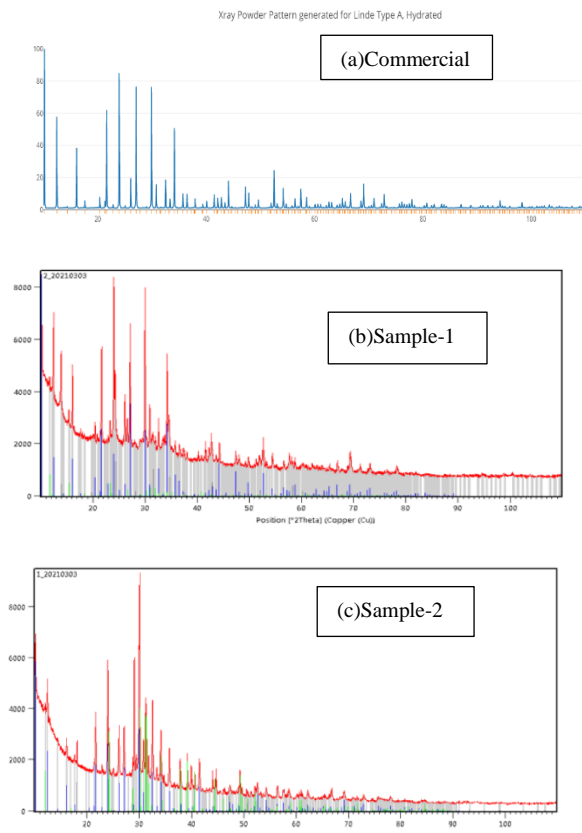 Xray Powder Pattern generated for Linde Type A, Hydrated
(a)Commercial
100
80
60
40
20
0
20 40 60 80 100
2_20210303
(b)Sample-1
8000
6000
4000
2000
0
10 20 30 40 50 60 70 80 90 100
Position [°2Theta] (Copper (Cu)
1_20210303
(c)Sample-2
8000
6000
4000
2000
0
20 30 40 50 60 70 80 90 100